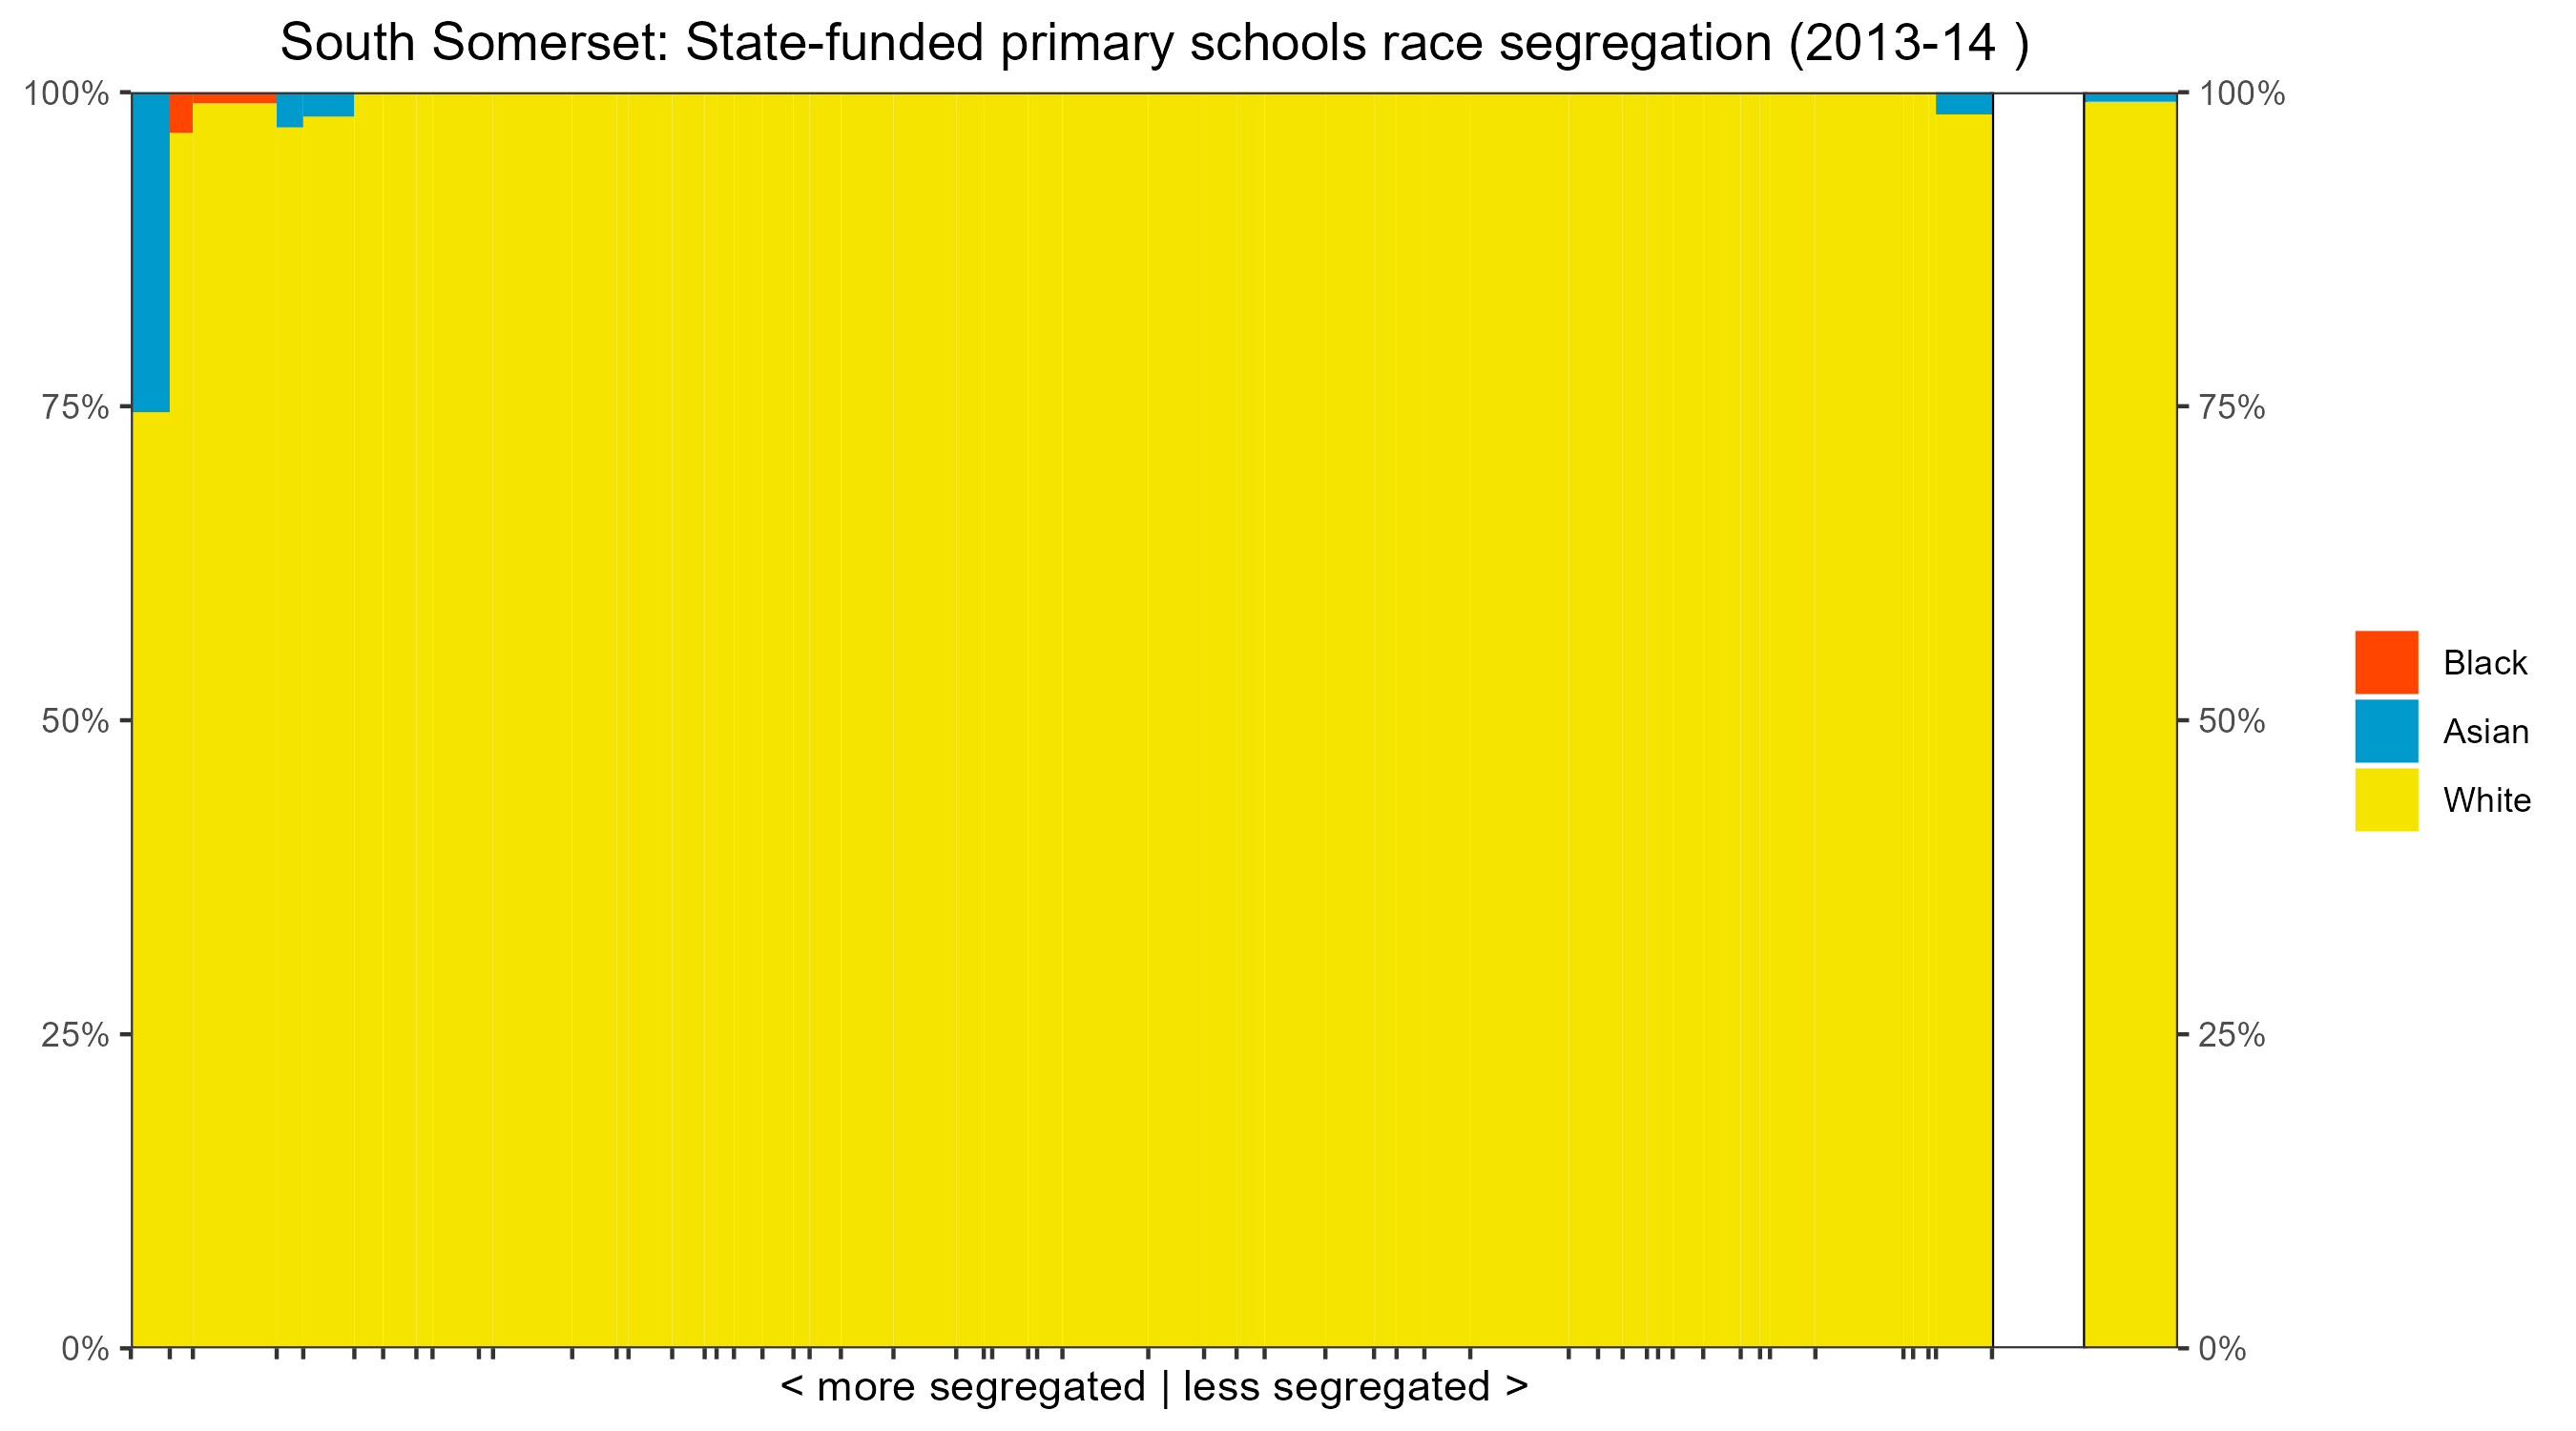 South Somerset: State-funded primary schools race segregation (2013-14 )
100%
75%
50%
25%
0%
100%
75%
50%
25%
0%
Black
Asian
White
< more segregated | less segregated >